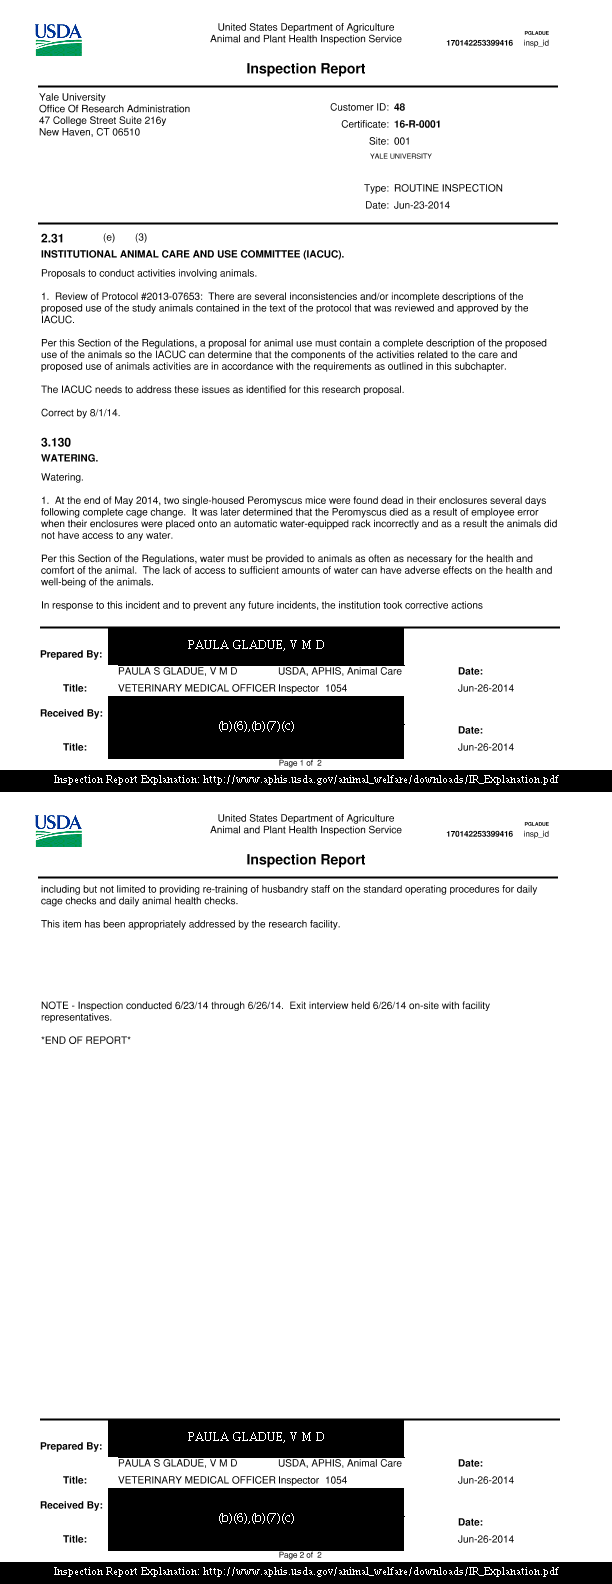 USDA
United States Department of Agriculture
Animal and Plant Health Inspection Service
PGLADUE
170142253399416 insp_id
Inspection Report
Yale University
Office Of Research Administration
47 College Street Suite 216y
New Haven, CT 06510
Customer ID: 48
Certificate: 16-R-0001
Site: 001
YALE UNIVERSITY
Type: ROUTINE INSPECTION
Date: Jun-23-2014
2.31 (e) (3)
INSTITUTIONAL ANIMAL CARE AND USE COMMITTEE (IACUC).
Proposals to conduct activities involving animals.
1. Review of Protocol #2013-07653: There are several inconsistencies and/or incomplete descriptions of the
proposed use of the study animals contained in the text of the protocol that was reviewed and approved by the
IACUC.
Per this Section of the Regulations, a proposal for animal use must contain a complete description of the proposed
use of the animals so the IACUC can determine that the components of the activities related to the care and
proposed use of animals activities are in accordance with the requirements as outlined in this subchapter.
The IACUC needs to address these issues as identified for this research proposal.
Correct by 8/1/14.
3.130
WATERING.
Watering.
1. At the end of May 2014, two single-housed Peromyscus mice were found dead in their enclosures several days
following complete cage change. It was later determined that the Peromyscus died as a result of employee error
when their enclosures were placed onto an automatic water-equipped rack incorrectly and as a result the animals did
not have access to any water.
Per this Section of the Regulations, water must be provided to animals as often as necessary for the health and
comfort of the animal. The lack of access to sufficient amounts of water can have adverse effects on the health and
well-being of the animals.
In response to this incident and to prevent any future incidents, the institution took corrective actions
PAULA GLADUE, V M D
Prepared By:
PAULA S GLADUE, V M D USDA, APHIS, Animal Care Date:
Title: VETERINARY MEDICAL OFFICER Inspector 1054 Jun-26-2014
Received By:
(b)(6),(b)(7)(c)
Date:
Title: Jun-26-2014
Page 1 of 2
Inspection Report Explanation: http://www.aphis.usda.gov/animal_welfare/downloads/IR_Explanation.pdf
USDA
United States Department of Agriculture
Animal and Plant Health Inspection Service
PGLADUE
170142253399416 insp_id
Inspection Report
including but not limited to providing re-training of husbandry staff on the standard operating procedures for daily
cage checks and daily animal health checks.
This item has been appropriately addressed by the research facility.
NOTE - Inspection conducted 6/23/14 through 6/26/14. Exit interview held 6/26/14 on-site with facility
representatives.
*END OF REPORT*
PAULA GLADUE, V M D
Prepared By:
PAULA S GLADUE, V M D USDA, APHIS, Animal Care Date:
Title: VETERINARY MEDICAL OFFICER Inspector 1054 Jun-26-2014
Received By:
(b)(6),(b)(7)(c)
Date:
Title: Jun-26-2014
Page 2 of 2
Inspection Report Explanation: http://www.aphis.usda.gov/animal_welfare/downloads/IR_Explanation.pdf